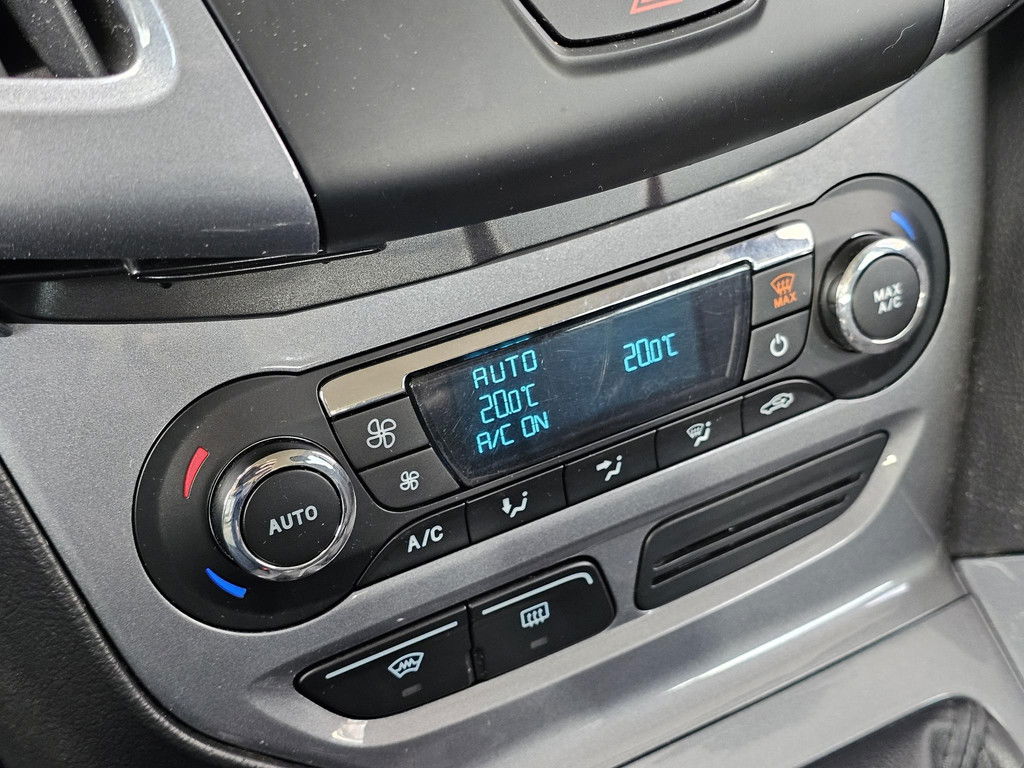 AUTO 20.0°C
20.0°C
A/C ON
MAX
MAX
A/C
AUTO
A/C